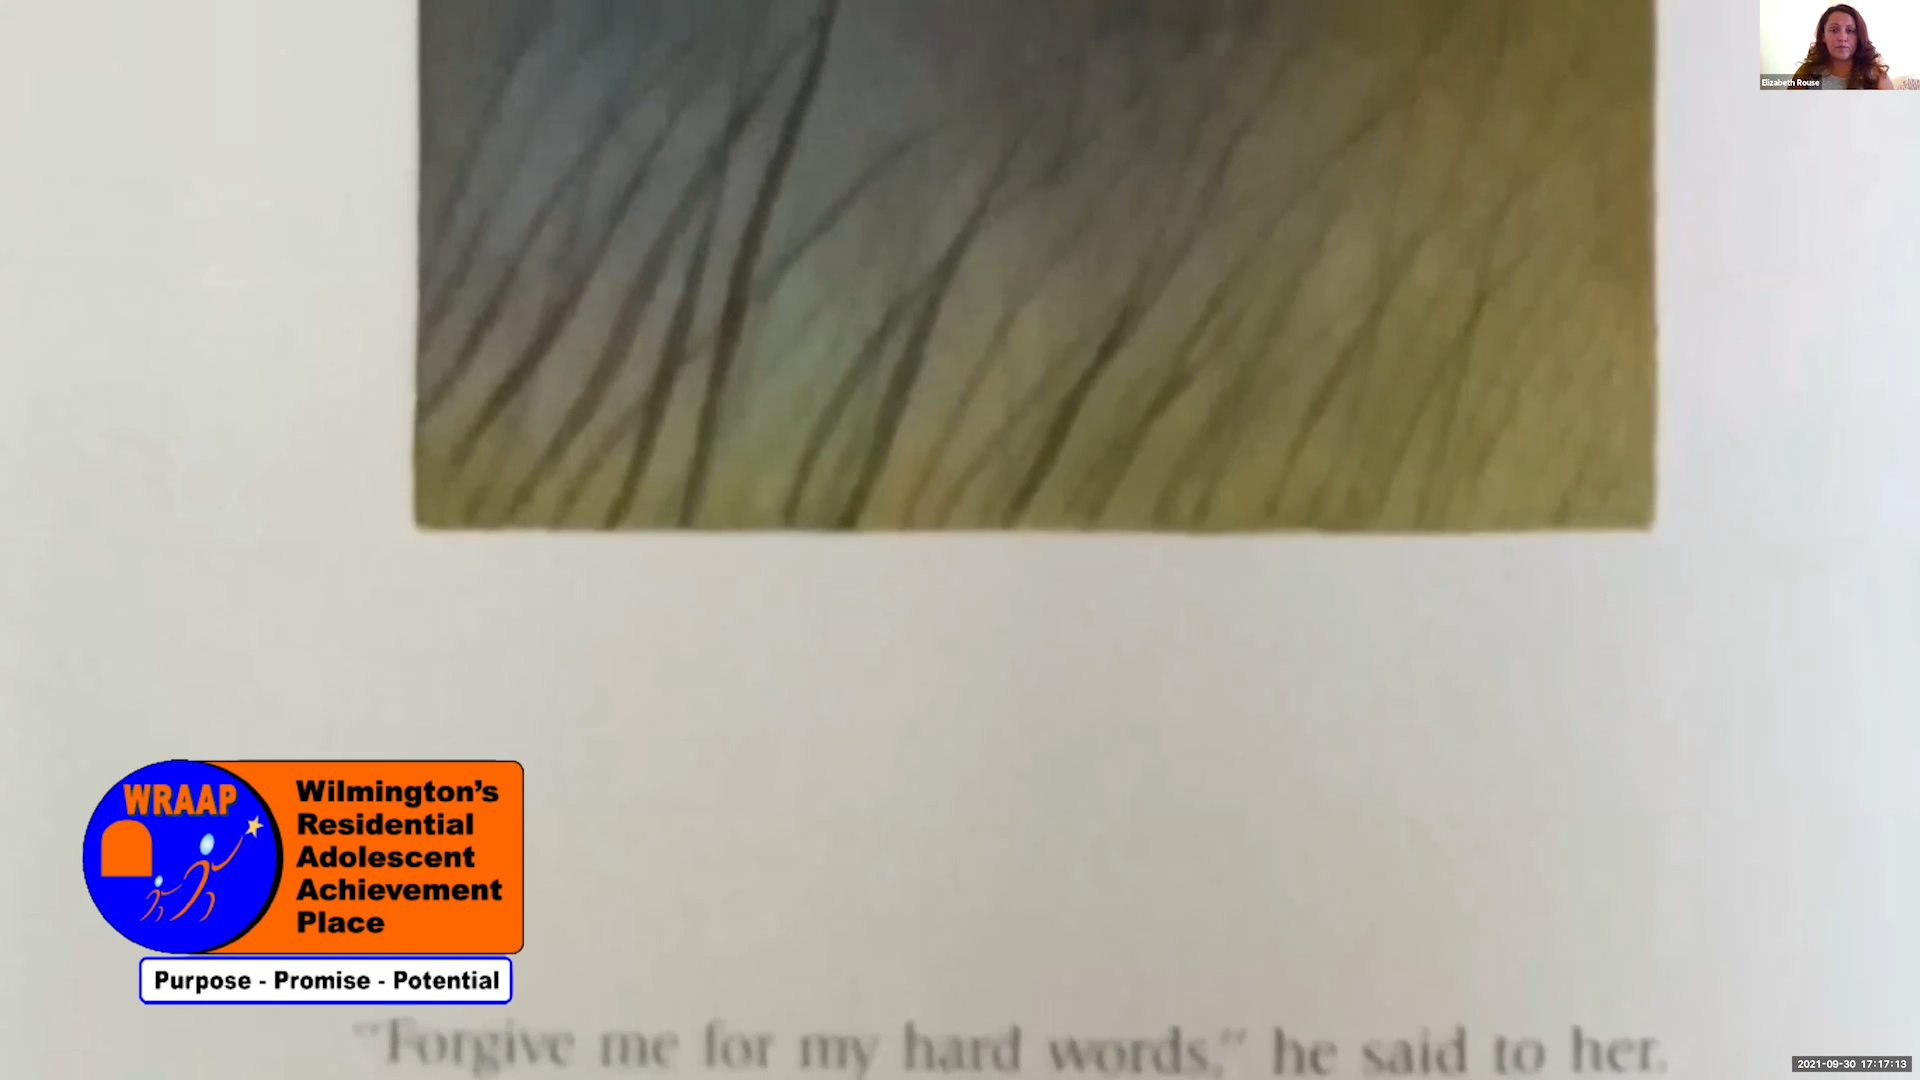 Elizabeth Rouse
WRAAP
Wilmington's
Residential
Adolescent
Achievement
Place
Purpose - Promise - Potential
"Forgive me for my hard words," he said to her.
2021-09-30 17:17:13